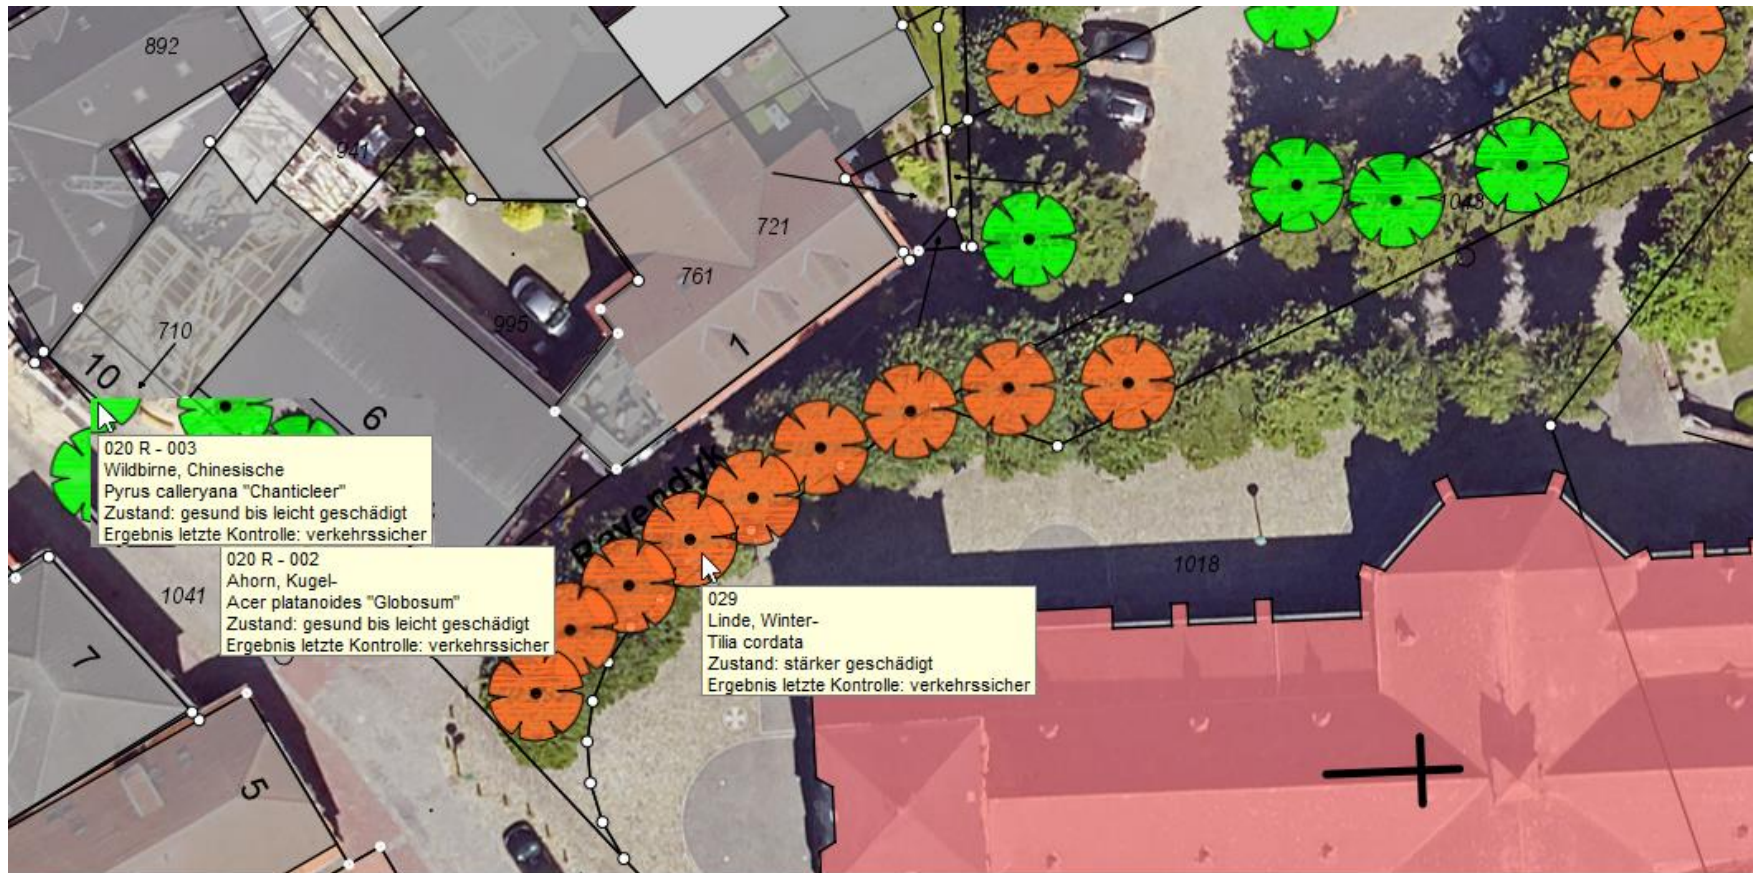 892
941
721
761
1043
710
995
10
1
6
020 R - 003
Wildbirne, Chinesische
Pyrus calleryana "Chanticleer"
Zustand: gesund bis leicht geschädigt
Ergebnis letzte Kontrolle: verkehrssicher
020 R - 002
Ahorn, Kugel-
Acer platanoides "Globosum"
Zustand: gesund bis leicht geschädigt
Ergebnis letzte Kontrolle: verkehrssicher
029
Linde, Winter-
Tilia cordata
Zustand: stärker geschädigt
Ergebnis letzte Kontrolle: verkehrssicher
1018
1041
7
5